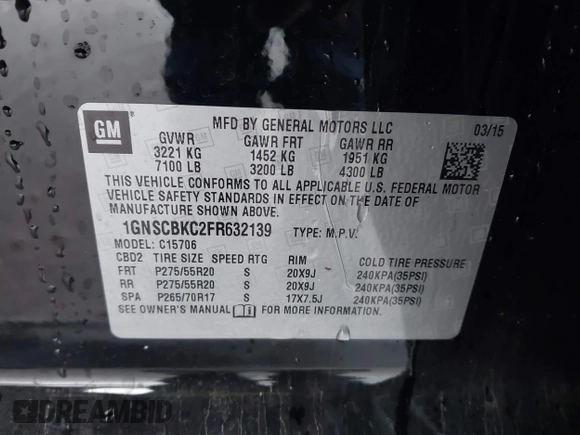 GM
MFD BY GENERAL MOTORS LLC 03/15
GVWR GAWR FRT GAWR RR
3221 KG 1452 KG 1951 KG
7100 LB 3200 LB 4300 LB
THIS VEHICLE CONFORMS TO ALL APPLICABLE U.S. FEDERAL MOTOR
VEHICLE SAFETY STANDARDS IN EFFECT ON THE DATE OF
MANUFACTURE SHOWN ABOVE.
1GNSCBKC2FR632139 TYPE: M.P.V.
MODEL: C15706
CBD2 TIRE SIZE SPEED RTG RIM COLD TIRE PRESSURE
FRT P275/55R20 S 20X9J 240KPA(35PSI)
RR P275/55R20 S 20X9J 240KPA(35PSI)
SPA P265/70R17 S 17X7.5J 240KPA(35PSI)
SEE OWNER'S MANUAL FOR MORE INFORMATION.
DREAMBID